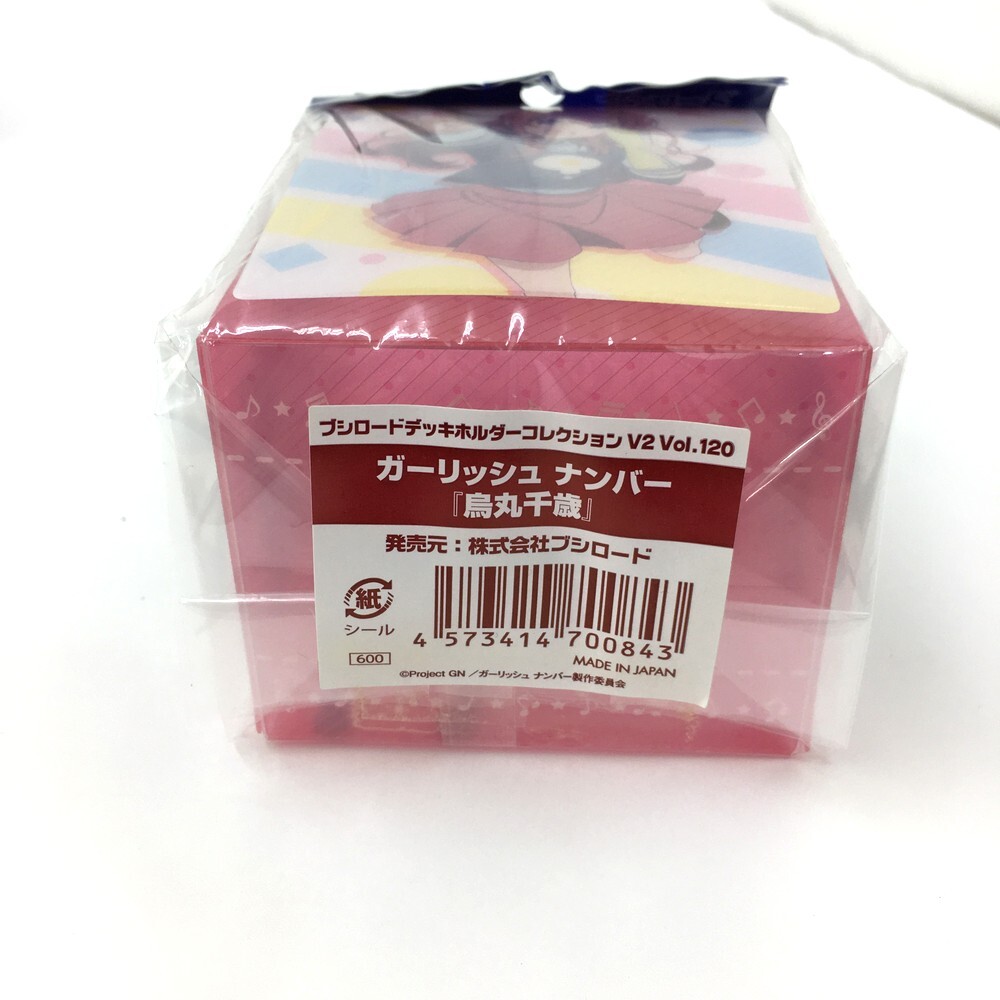 ブシロードデッキホルダーコレクション V2 Vol.120
ガーリッシュ ナンバー
『烏丸千歳』
発売元：株式会社ブシロード
紙
シール
4 573414 700843
600
MADE IN JAPAN
©Project GN ／ガーリッシュ ナンバー製作委員会